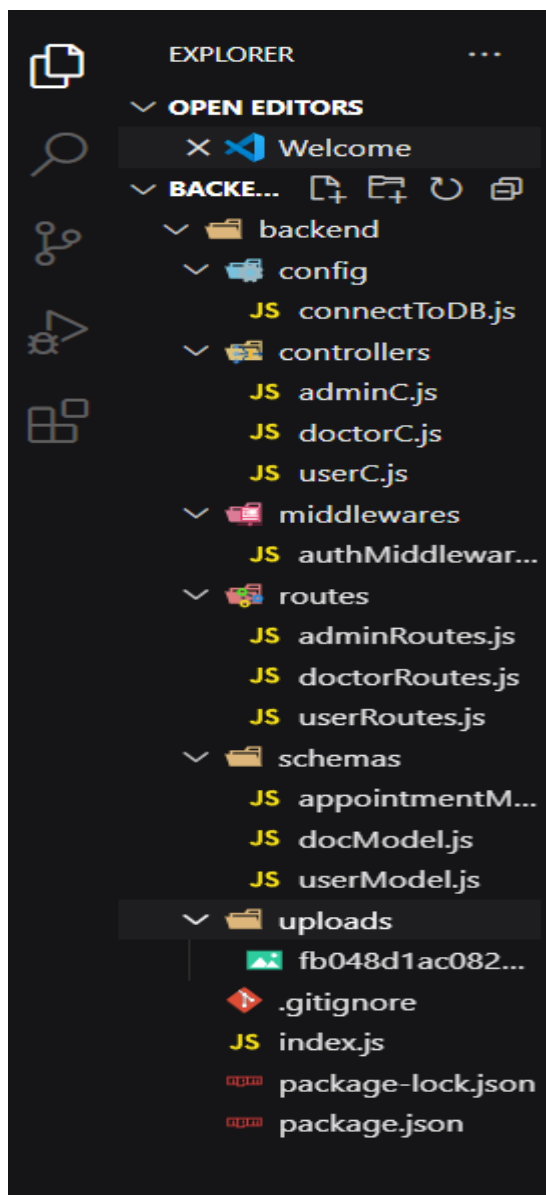 EXPLORER ...
OPEN EDITORS
Welcome
BACKE...
backend
config
JS connectToDB.js
controllers
JS adminC.js
JS doctorC.js
JS userC.js
middlewares
JS authMiddlewar...
routes
JS adminRoutes.js
JS doctorRoutes.js
JS userRoutes.js
schemas
JS appointmentM...
JS docModel.js
JS userModel.js
uploads
fb048d1ac082...
.gitignore
JS index.js
npm package-lock.json
npm package.json